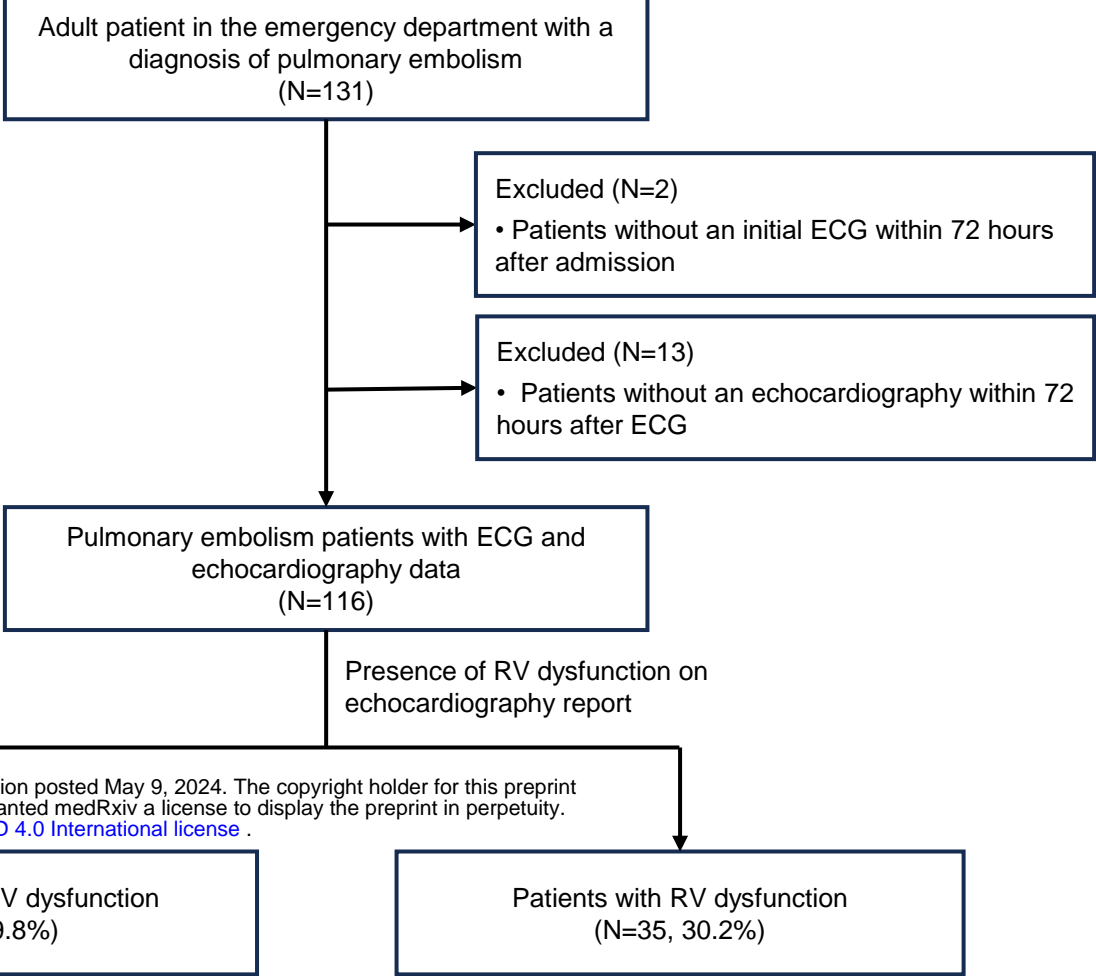 Adult patient in the emergency department with a
diagnosis of pulmonary embolism
(N=131)
Excluded (N=2)
• Patients without an initial ECG within 72 hours
after admission
Excluded (N=13)
• Patients without an echocardiography within 72
hours after ECG
Pulmonary embolism patients with ECG and
echocardiography data
(N=116)
Presence of RV dysfunction on
echocardiography report
posted May 9, 2024. The copyright holder for this preprint
medRxiv a license to display the preprint in perpetuity.
4.0 International license .
dysfunction
Patients with RV dysfunction
(N=35, 30.2%)